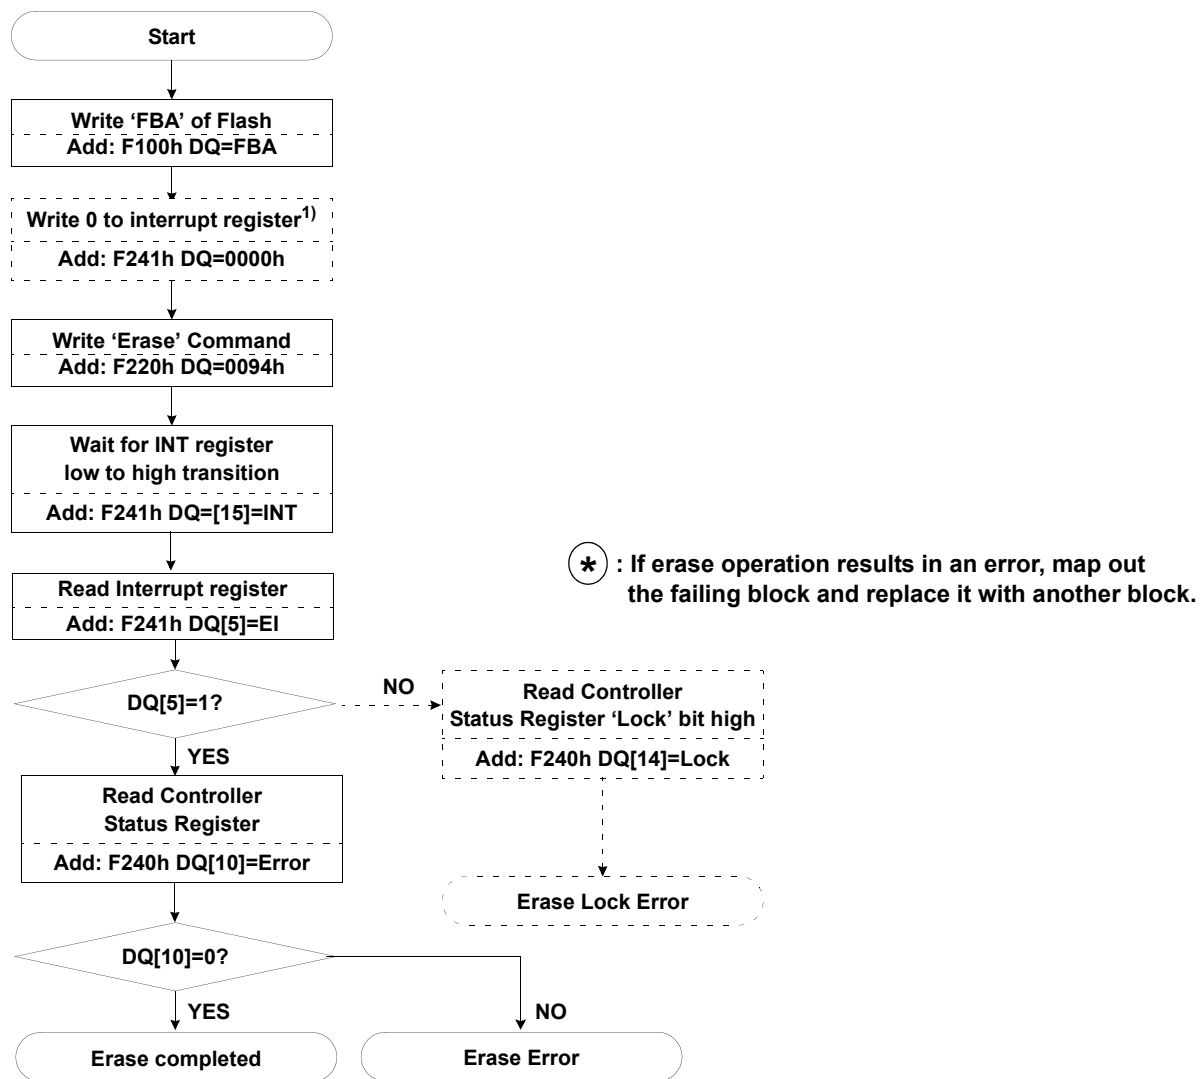 Start
Write ‘FBA’ of Flash
Add: F100h DQ=FBA
Write 0 to interrupt register1)
Add: F241h DQ=0000h
Write ‘Erase’ Command
Add: F220h DQ=0094h
Wait for INT register
low to high transition
Add: F241h DQ=[15]=INT
* : If erase operation results in an error, map out
the failing block and replace it with another block.
Read Interrupt register
Add: F241h DQ[5]=EI
DQ[5]=1?
NO
Read Controller
Status Register ‘Lock’ bit high
Add: F240h DQ[14]=Lock
YES
Read Controller
Status Register
Add: F240h DQ[10]=Error
Erase Lock Error
DQ[10]=0?
YES
NO
Erase completed
Erase Error